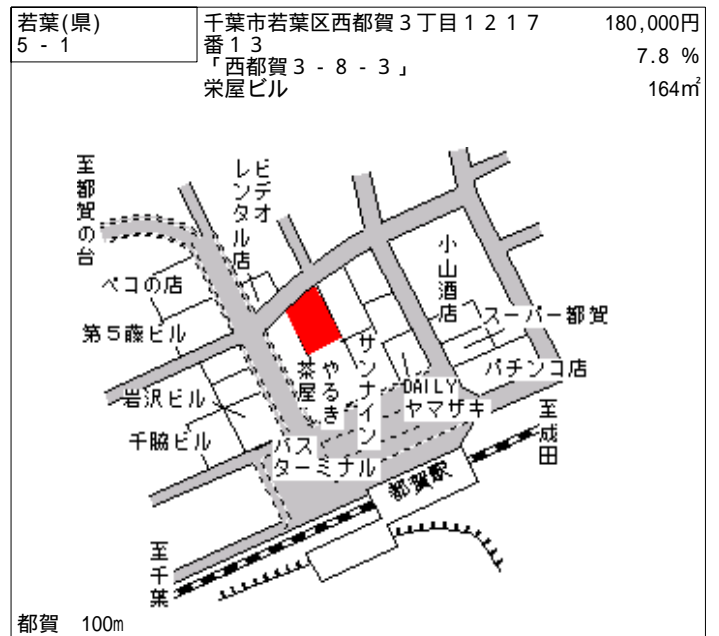 若葉(県)
5 - 1
千葉市若葉区西都賀3丁目1217
番13
「西都賀3-8-3」
栄屋ビル
180,000円
7.8 %
164㎡
至都賀の台
ビデオ
レンタル店
ペコの店
第5藤ビル
岩沢ビル
千脇ビル
小山酒店
スーパー都賀
パチンコ店
やるき
茶屋
サンナイン
DAILY
ヤマザキ
バス
ターミナル
至成田
都賀駅
至千葉
都賀 100m